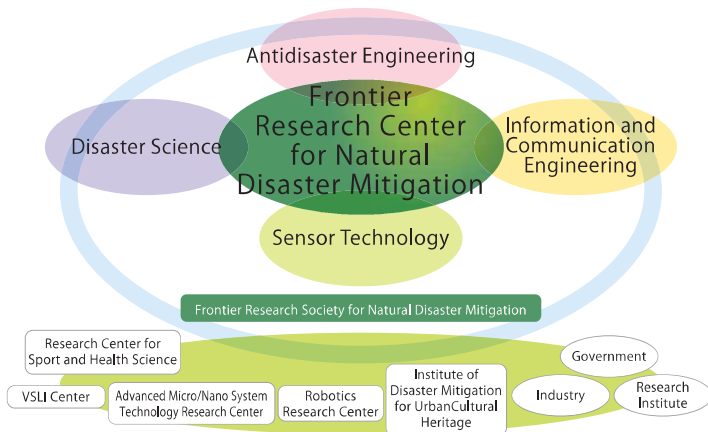 Antidisaster Engineering
Frontier
Research Center
for Natural
Disaster Mitigation
Disaster Science
Information and
Communication
Engineering
Sensor Technology
Frontier Research Society for Natural Disaster Mitigation
Research Center for
Sport and Health Science
Government
VSLI Center
Advanced Micro/Nano System
Technology Research Center
Robotics
Research Center
Institute of
Disaster Mitigation
for UrbanCultural
Heritage
Industry
Research
Institute